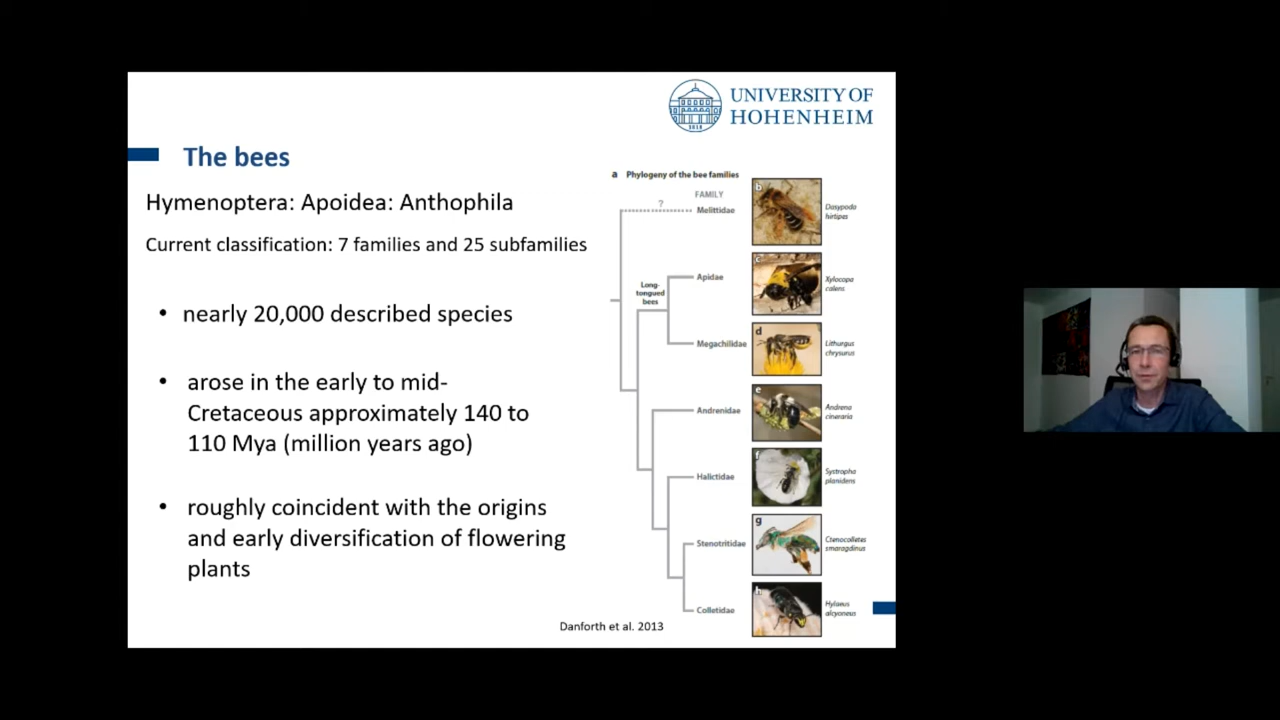 UNIVERSITY OF
HOHENHEIM
1818
The bees
Hymenoptera: Apoidea: Anthophila
Current classification: 7 families and 25 subfamilies
• nearly 20,000 described species
• arose in the early to mid-
Cretaceous approximately 140 to
110 Mya (million years ago)
• roughly coincident with the origins
and early diversification of flowering
plants
a Phylogeny of the bee families
FAMILY
?
Melittidae
b
Dasypoda
hirtipes
Apidae
c
Xylocopa
calens
Long-
tongued
bees
Megachilidae
d
Lithurgus
chrysurus
Andrenidae
e
Andrena
cineraria
Halictidae
f
Systropha
planidens
Stenotritidae
g
Ctenocolletes
smaragdinus
Colletidae
h
Hylaeus
alcyoneus
Danforth et al. 2013